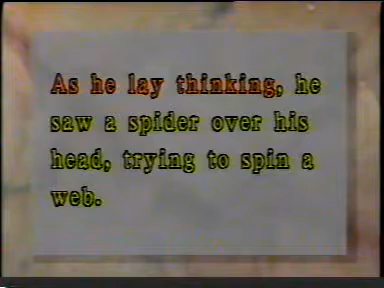 As he lay thinking, he
saw a spider over his
head, trying to spin a
web.